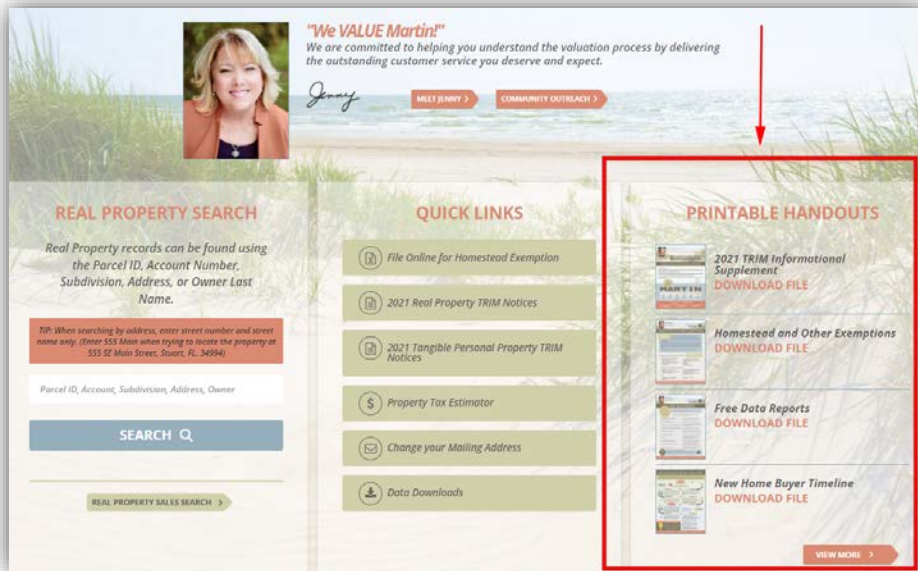 "We VALUE Martin!"
We are committed to helping you understand the valuation process by delivering
the outstanding customer service you deserve and expect.
Jenny
MEET JENNY >
COMMUNITY OUTREACH >
REAL PROPERTY SEARCH
Real Property records can be found using
the Parcel ID, Account Number,
Subdivision, Address, or Owner Last
Name.
TIP: When searching by address, enter street number and street
name only. (Enter 555 Main when trying to locate the property at
555 SE Main Street, Stuart, FL. 34994)
Parcel ID, Account, Subdivision, Address, Owner
SEARCH
REAL PROPERTY SALES SEARCH >
QUICK LINKS
File Online for Homestead Exemption
2021 Real Property TRIM Notices
2021 Tangible Personal Property TRIM
Notices
Property Tax Estimator
Change your Mailing Address
Data Downloads
PRINTABLE HANDOUTS
2021 TRIM Informational
Supplement
DOWNLOAD FILE
MARTIN
Homestead and Other Exemptions
DOWNLOAD FILE
Free Data Reports
DOWNLOAD FILE
New Home Buyer Timeline
DOWNLOAD FILE
VIEW MORE >